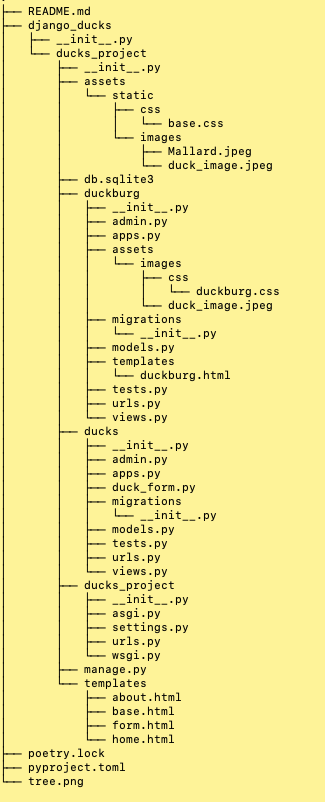 README.md
django_ducks
__init__.py
ducks_project
__init__.py
assets
static
css
base.css
images
Mallard.jpeg
duck_image.jpeg
db.sqlite3
duckburg
__init__.py
admin.py
apps.py
assets
images
css
duckburg.css
duck_image.jpeg
migrations
__init__.py
models.py
templates
duckburg.html
tests.py
urls.py
views.py
ducks
__init__.py
admin.py
apps.py
duck_form.py
migrations
__init__.py
models.py
tests.py
urls.py
views.py
ducks_project
__init__.py
asgi.py
settings.py
urls.py
wsgi.py
manage.py
templates
about.html
base.html
form.html
home.html
poetry.lock
pyproject.toml
tree.png